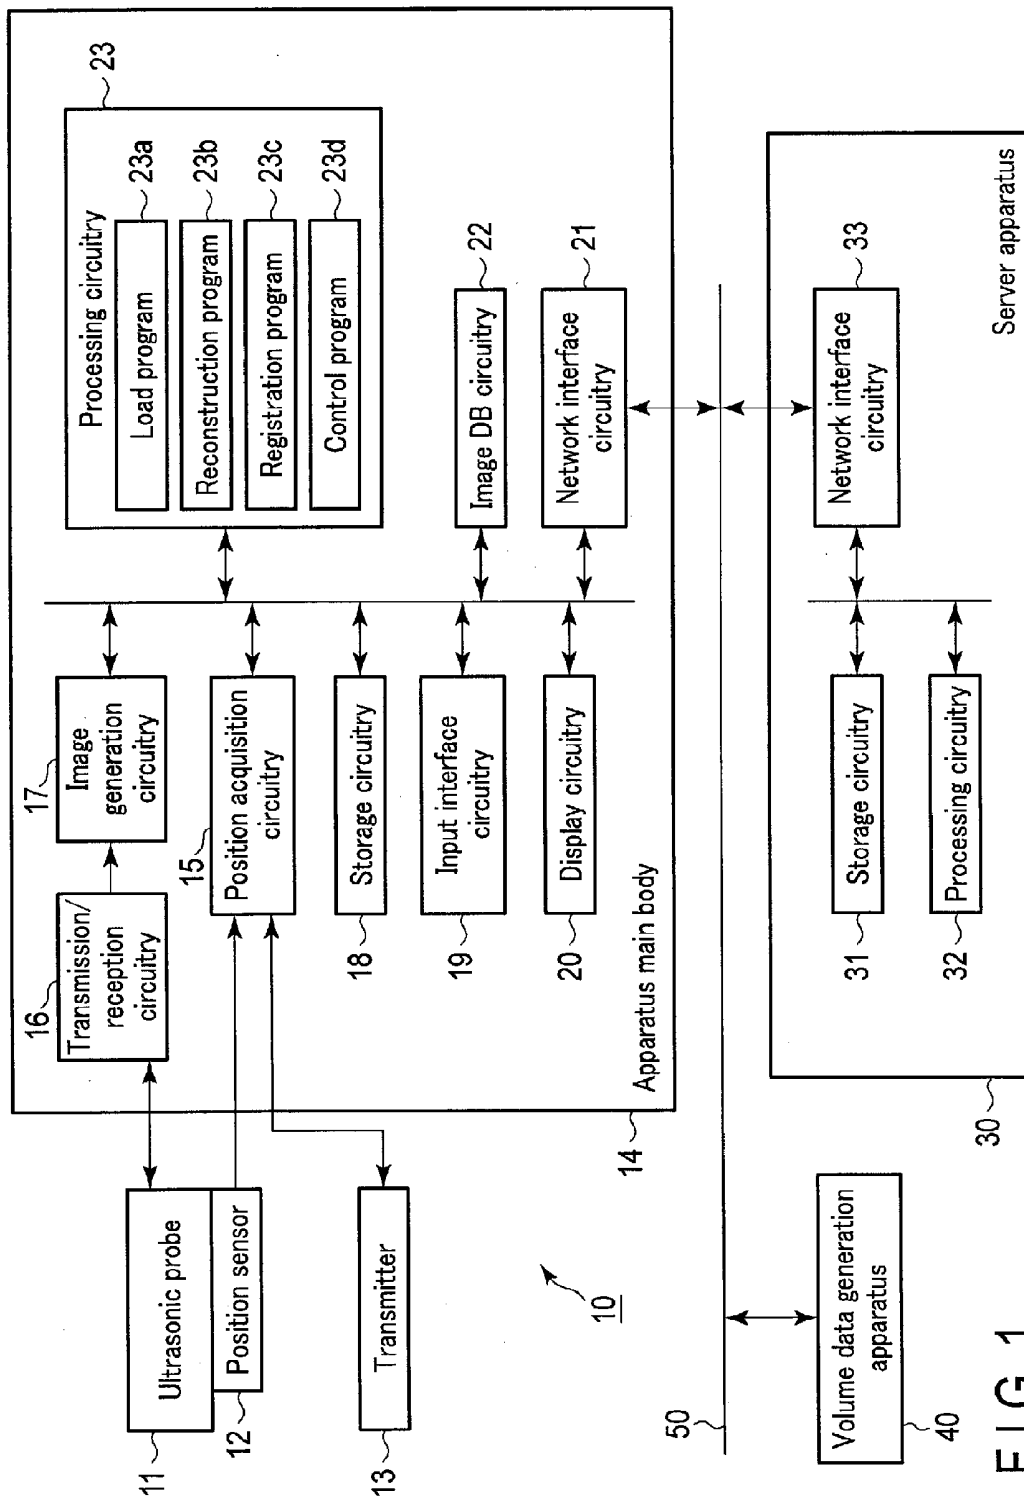 11
Ultrasonic probe
12
Position sensor
13
Transmitter
10
14
Apparatus main body
16
Transmission/
reception
circuitry
17
Image
generation
circuitry
15
Position acquisition
circuitry
18
Storage circuitry
19
Input interface
circuitry
20
Display circuitry
23
Processing circuitry
Load program
23a
Reconstruction program
23b
Registration program
23c
Control program
23d
Image DB circuitry
22
Network interface
circuitry
21
50
40
Volume data generation
apparatus
30
Server apparatus
31
Storage circuitry
32
Processing circuitry
33
Network interface
circuitry
FIG. 1